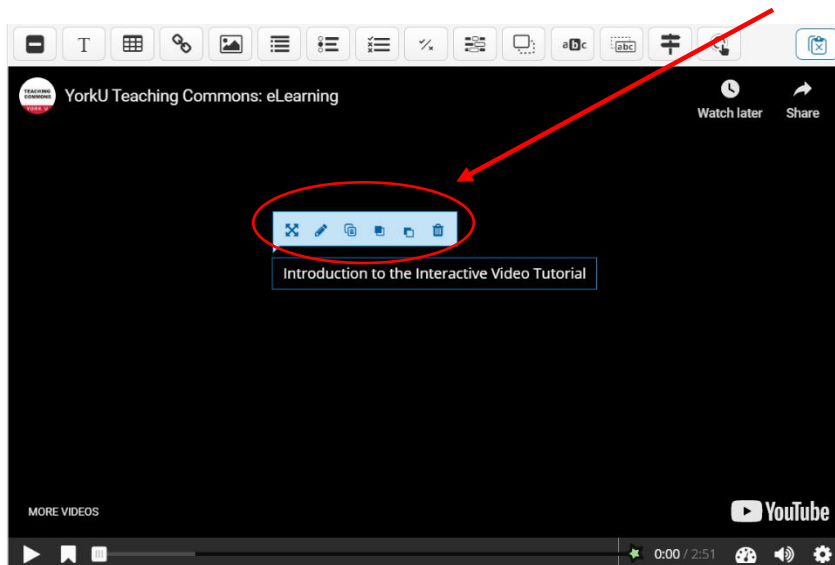 T
abc
abc
TEACHING
COMMONS
YORK U
YorkU Teaching Commons: eLearning
Watch later
Share
Introduction to the Interactive Video Tutorial
MORE VIDEOS
YouTube
0:00 / 2:51